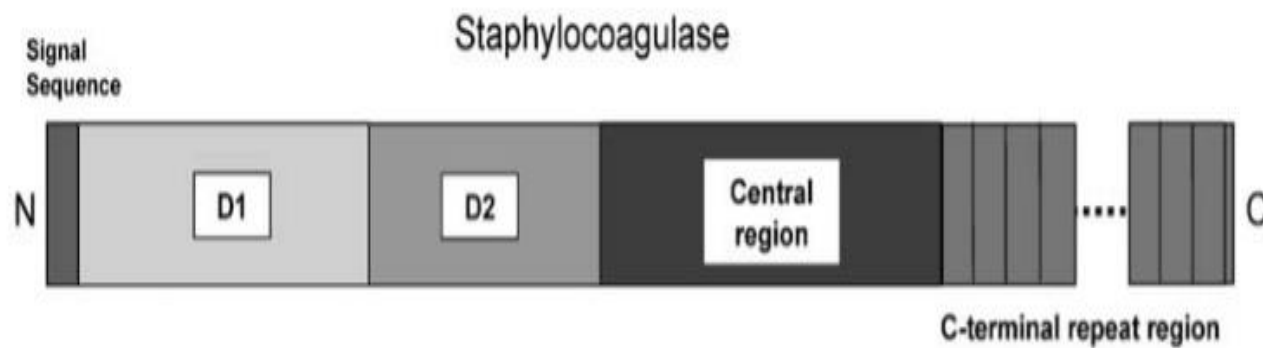 Staphylocoagulase
Signal
Sequence
N
D1
D2
Central
region
C
C-terminal repeat region